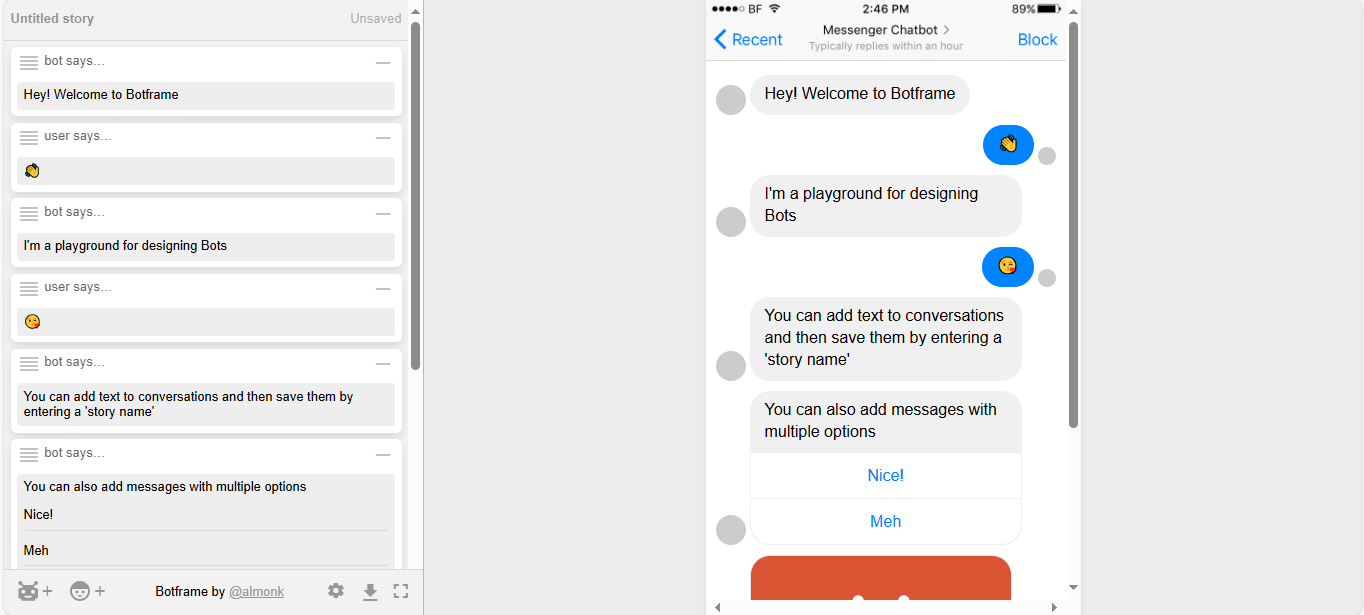 Untitled story
Unsaved
bot says...
Hey! Welcome to Botframe
user says...
👏
bot says...
I'm a playground for designing Bots
user says...
😘
bot says...
You can add text to conversations and then save them by
entering a 'story name'
bot says...
You can also add messages with multiple options
Nice!
Meh
+
+
Botframe by @almonk
BF
2:46 PM
89%
Recent
Messenger Chatbot
Typically replies within an hour
Block
Hey! Welcome to Botframe
👏
I'm a playground for designing
Bots
😘
You can add text to conversations
and then save them by entering a
'story name'
You can also add messages with
multiple options
Nice!
Meh